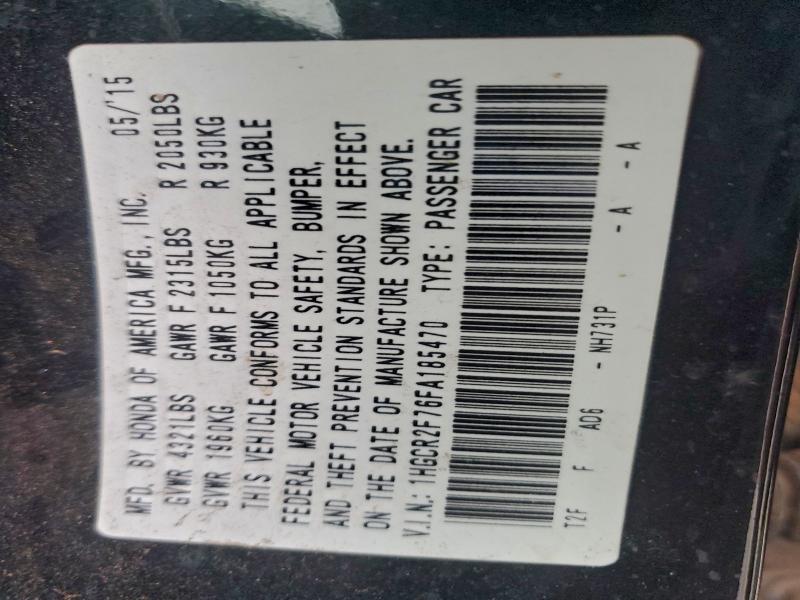 MFD. BY HONDA OF AMERICA MFG., INC. 05/'15
GVWR 4321LBS GAWR F 2315LBS R 2050LBS
GVWR 1960KG GAWR F 1050KG R 930KG
THIS VEHICLE CONFORMS TO ALL APPLICABLE
FEDERAL MOTOR VEHICLE SAFETY, BUMPER,
AND THEFT PREVENTION STANDARDS IN EFFECT
ON THE DATE OF MANUFACTURE SHOWN ABOVE.
V.I.N.: 1HGCR2F76FA185470 TYPE: PASSENGER CAR
T2F F AD6 - NH731P - A - A